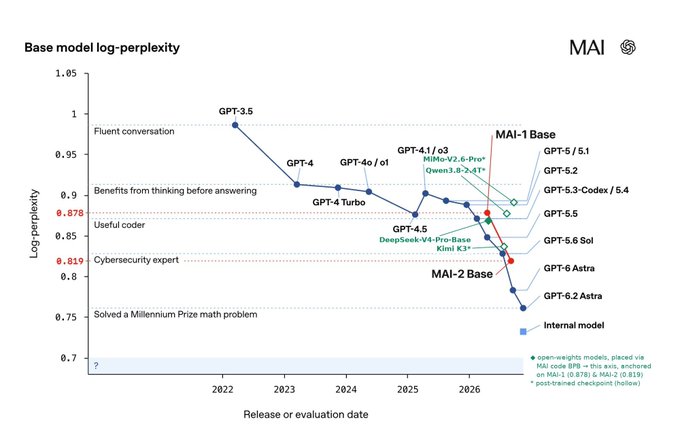 Base model log-perplexity
MAI
1.05
1
0.95
0.9
0.878
0.85
0.819
0.8
0.75
0.7
Log-perplexity
Fluent conversation
Benefits from thinking before answering
Useful coder
Cybersecurity expert
Solved a Millennium Prize math problem
?
GPT-3.5
GPT-4
GPT-4 Turbo
GPT-4o / o1
GPT-4.5
GPT-4.1 / o3
MiMo-V2.6-Pro*
Qwen3.8-2.4T*
MAI-1 Base
DeepSeek-V4-Pro-Base
Kimi K3*
MAI-2 Base
GPT-5 / 5.1
GPT-5.2
GPT-5.3-Codex / 5.4
GPT-5.5
GPT-5.6 Sol
GPT-6 Astra
GPT-6.2 Astra
Internal model
◆ open-weights models, placed via
MAI code BPB → this axis, anchored
on MAI-1 (0.878) & MAI-2 (0.819)
* post-trained checkpoint (hollow)
2022
2023
2024
2025
2026
Release or evaluation date